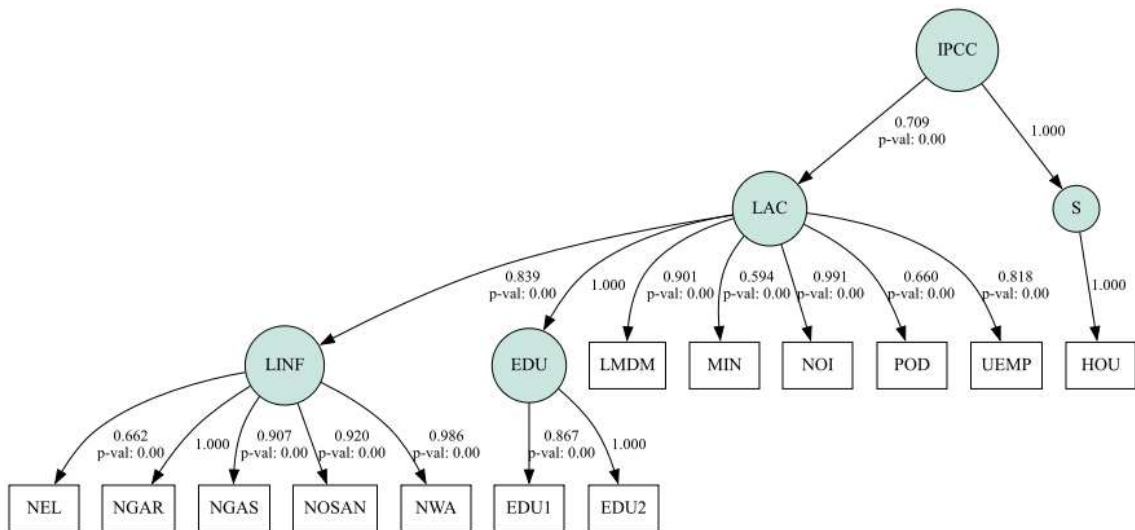 IPCC
0.709
p-val: 0.00
1.000
LAC
S
0.839
p-val: 0.00
1.000
0.901
p-val: 0.00
0.594
p-val: 0.00
0.991
p-val: 0.00
0.660
p-val: 0.00
0.818
p-val: 0.00
1.000
LINF
EDU
LMDM
MIN
NOI
POD
UEMP
HOU
0.662
p-val: 0.00
1.000
0.907
p-val: 0.00
0.920
p-val: 0.00
0.986
p-val: 0.00
0.867
p-val: 0.00
1.000
NEL
NGAR
NGAS
NOSAN
NWA
EDU1
EDU2